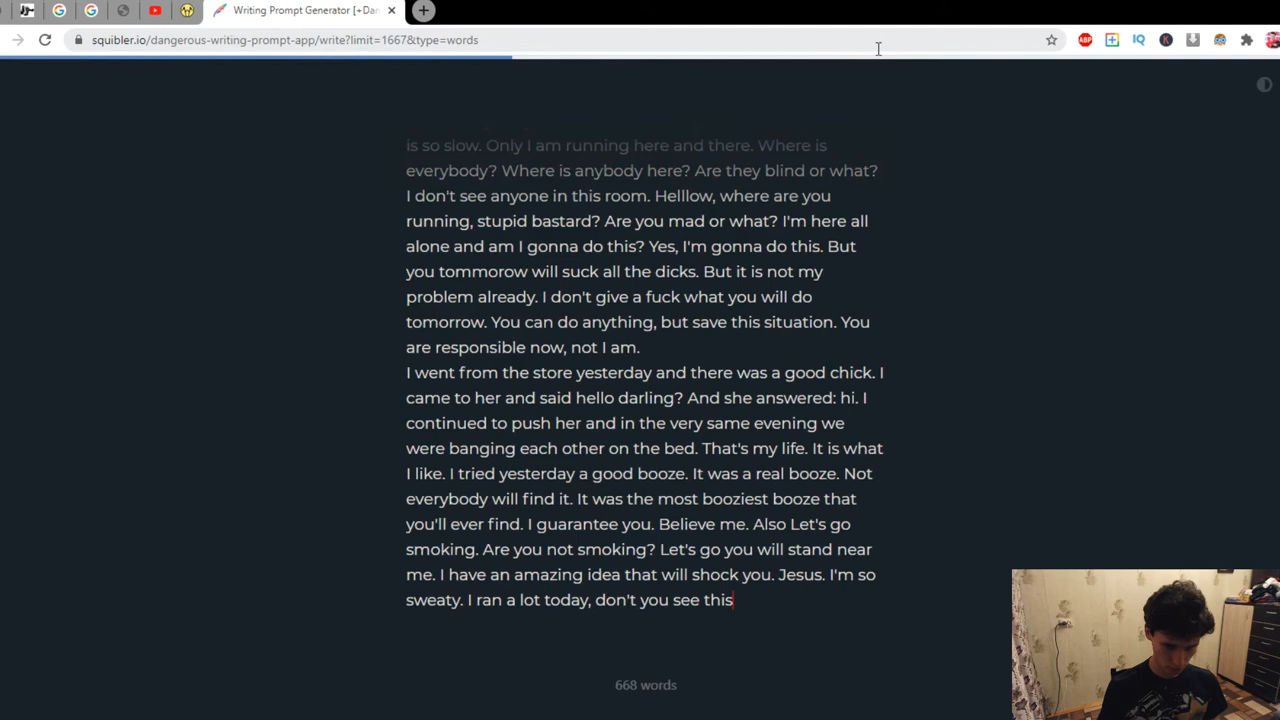 Writing Prompt Generator [+Dan
squibler.io/dangerous-writing-prompt-app/write?limit=1667&type=words
ABP
IQ
K
is so slow. Only I am running here and there. Where is
everybody? Where is anybody here? Are they blind or what?
I don't see anyone in this room. Helllow, where are you
running, stupid bastard? Are you mad or what? I'm here all
alone and am I gonna do this? Yes, I'm gonna do this. But
you tommorow will suck all the dicks. But it is not my
problem already. I don't give a fuck what you will do
tomorrow. You can do anything, but save this situation. You
are responsible now, not I am.
I went from the store yesterday and there was a good chick. I
came to her and said hello darling? And she answered: hi. I
continued to push her and in the very same evening we
were banging each other on the bed. That's my life. It is what
I like. I tried yesterday a good booze. It was a real booze. Not
everybody will find it. It was the most booziest booze that
you'll ever find. I guarantee you. Believe me. Also Let's go
smoking. Are you not smoking? Let's go you will stand near
me. I have an amazing idea that will shock you. Jesus. I'm so
sweaty. I ran a lot today, don't you see this
668 words